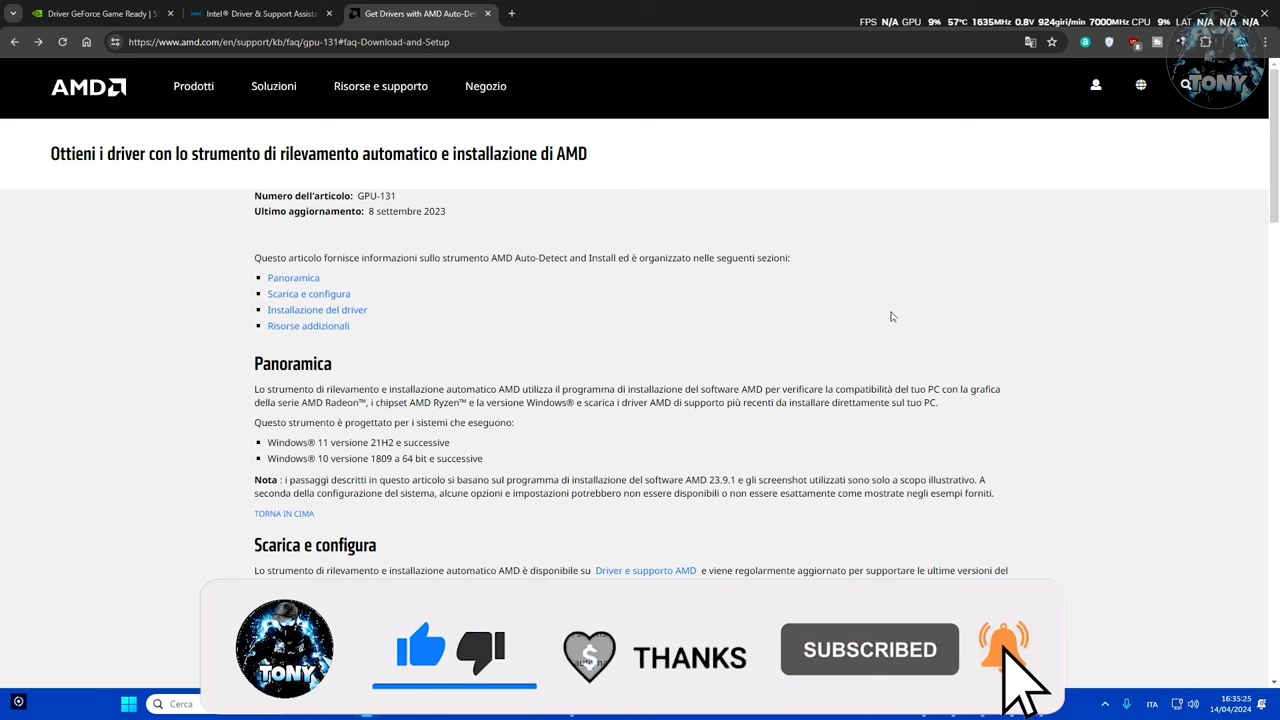 Driver GeForce Game Ready | 5
Intel® Driver & Support Assista
Get Drivers with AMD Auto-Det
FPS N/A GPU 9% 57°C 1635MHz 0.8V 924giri/min 7000MHz CPU 9% LAT N/A N/A N/A
https://www.amd.com/en/support/kb/faq/gpu-131#faq-Download-and-Setup
AMD
Prodotti
Soluzioni
Risorse e supporto
Negozio
TONY
Ottieni i driver con lo strumento di rilevamento automatico e installazione di AMD
Numero dell'articolo: GPU-131
Ultimo aggiornamento: 8 settembre 2023
Questo articolo fornisce informazioni sullo strumento AMD Auto-Detect and Install ed è organizzato nelle seguenti sezioni:
Panoramica
Scarica e configura
Installazione del driver
Risorse addizionali
Panoramica
Lo strumento di rilevamento e installazione automatico AMD utilizza il programma di installazione del software AMD per verificare la compatibilità del tuo PC con la grafica
della serie AMD Radeon™, i chipset AMD Ryzen™ e la versione Windows® e scarica i driver AMD di supporto più recenti da installare direttamente sul tuo PC.
Questo strumento è progettato per i sistemi che eseguono:
Windows® 11 versione 21H2 e successive
Windows® 10 versione 1809 a 64 bit e successive
Nota : i passaggi descritti in questo articolo si basano sul programma di installazione del software AMD 23.9.1 e gli screenshot utilizzati sono solo a scopo illustrativo. A
seconda della configurazione del sistema, alcune opzioni e impostazioni potrebbero non essere disponibili o non essere esattamente come mostrate negli esempi forniti.
TORNA IN CIMA
Scarica e configura
Lo strumento di rilevamento e installazione automatico AMD è disponibile su Driver e supporto AMD e viene regolarmente aggiornato per supportare le ultime versioni del
TONY
THANKS
SUBSCRIBED
Cerca
ITA
16:35:25
14/04/2024